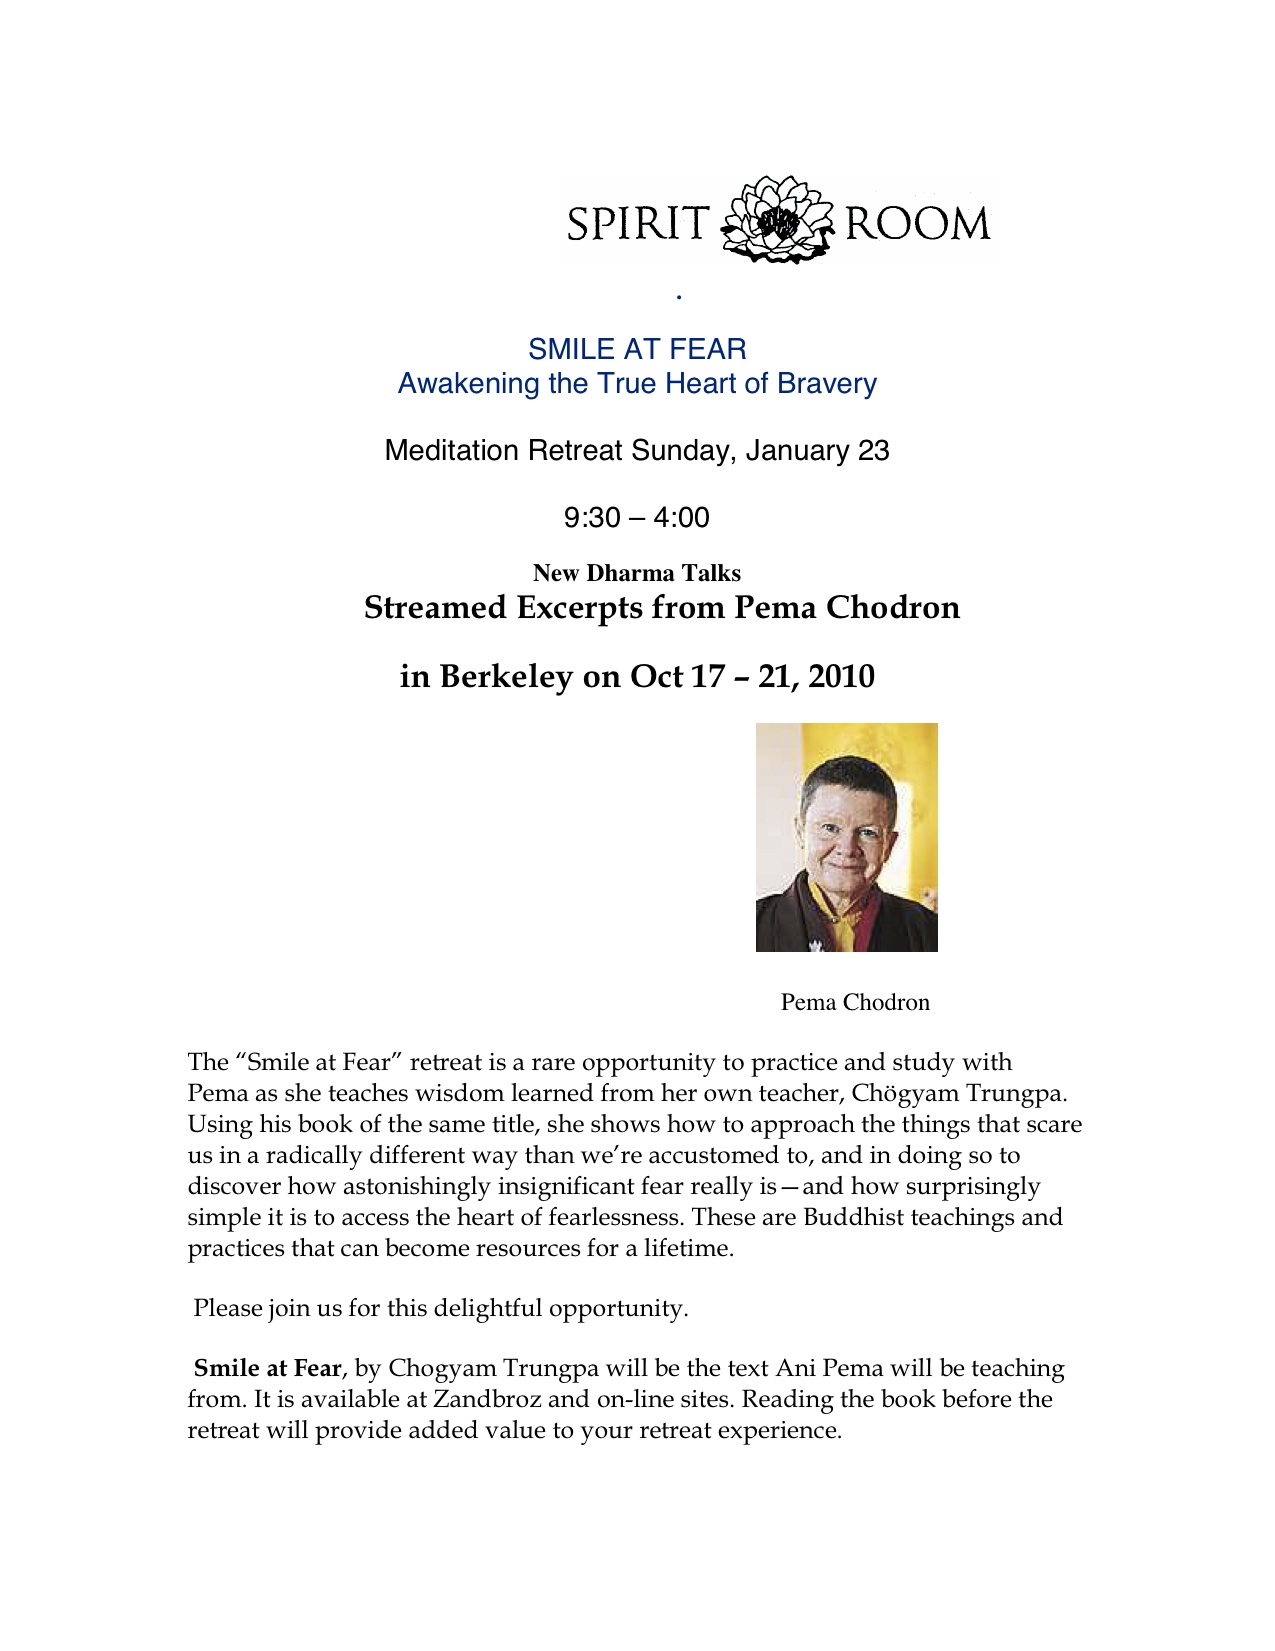 SPIRIT ROOM
.
SMILE AT FEAR
Awakening the True Heart of Bravery
Meditation Retreat Sunday, January 23
9:30 – 4:00
New Dharma Talks
Streamed Excerpts from Pema Chodron
in Berkeley on Oct 17 – 21, 2010
Pema Chodron
The “Smile at Fear” retreat is a rare opportunity to practice and study with
Pema as she teaches wisdom learned from her own teacher, Chögyam Trungpa.
Using his book of the same title, she shows how to approach the things that scare
us in a radically different way than we’re accustomed to, and in doing so to
discover how astonishingly insignificant fear really is—and how surprisingly
simple it is to access the heart of fearlessness. These are Buddhist teachings and
practices that can become resources for a lifetime.
Please join us for this delightful opportunity.
Smile at Fear, by Chogyam Trungpa will be the text Ani Pema will be teaching
from. It is available at Zandbroz and on-line sites. Reading the book before the
retreat will provide added value to your retreat experience.